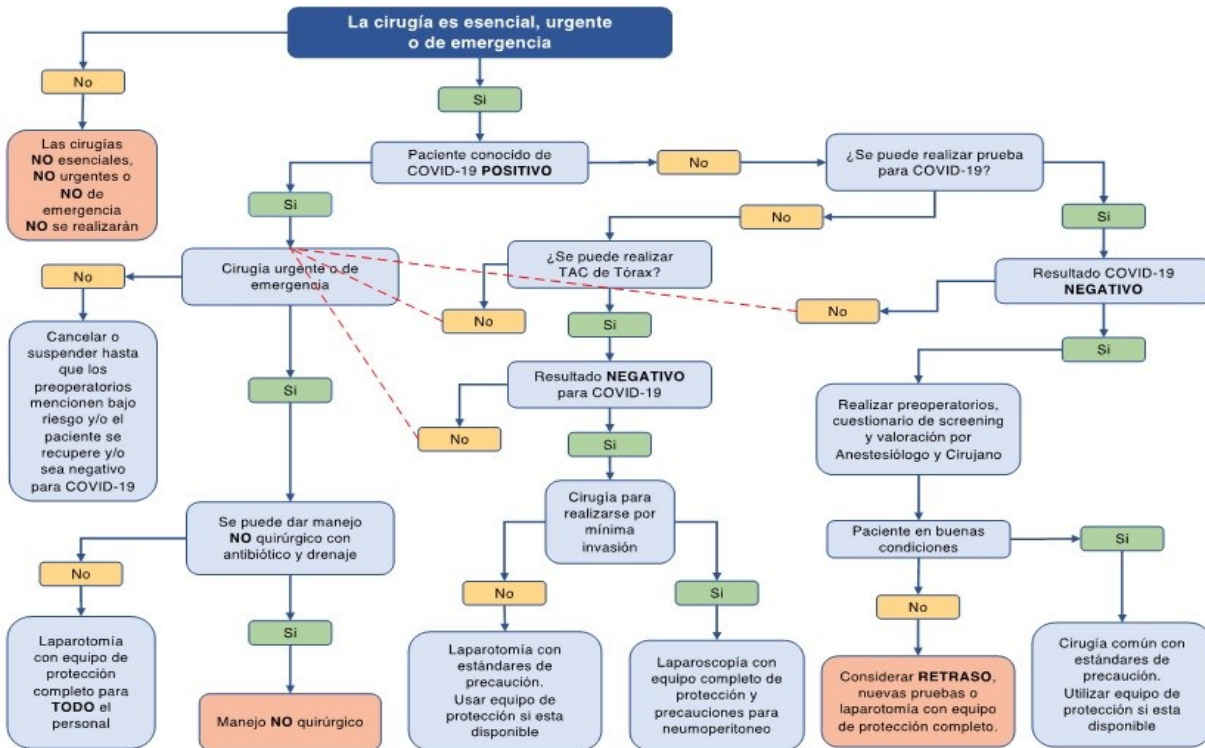 La cirugía es esencial, urgente
o de emergencia
No
Si
Las cirugías
NO esenciales,
NO urgentes o
NO de
emergencia
NO se realizarán
Paciente conocido de
COVID-19 POSITIVO
No
¿Se puede realizar prueba
para COVID-19?
Si
No
Si
Cirugía urgente o de
emergencia
¿Se puede realizar
TAC de Tórax?
Resultado COVID-19
NEGATIVO
No
No
No
Si
Si
Cancelar o
suspender hasta
que los
preoperatorios
mencionen bajo
riesgo y/o el
paciente se
recupere y/o
sea negativo
para COVID-19
Si
Resultado NEGATIVO
para COVID-19
No
Si
Realizar preoperatorios,
cuestionario de screening
y valoración por
Anestesiólogo y Cirujano
Se puede dar manejo
NO quirúrgico con
antibiótico y drenaje
Cirugía para
realizarse por
mínima
invasión
Paciente en buenas
condiciones
Si
No
Si
No
Si
No
Laparotomía
con equipo de
protección
completo para
TODO el
personal
Manejo NO quirúrgico
Laparotomía con
estándares de
precaución.
Usar equipo de
protección si esta
disponible
Laparoscopía con
equipo completo de
protección y
precauciones para
neumoperitoneo
Considerar RETRASO,
nuevas pruebas o
laparotomía con equipo
de protección completo.
Cirugía común con
estándares de
precaución.
Utilizar equipo de
protección si esta
disponible